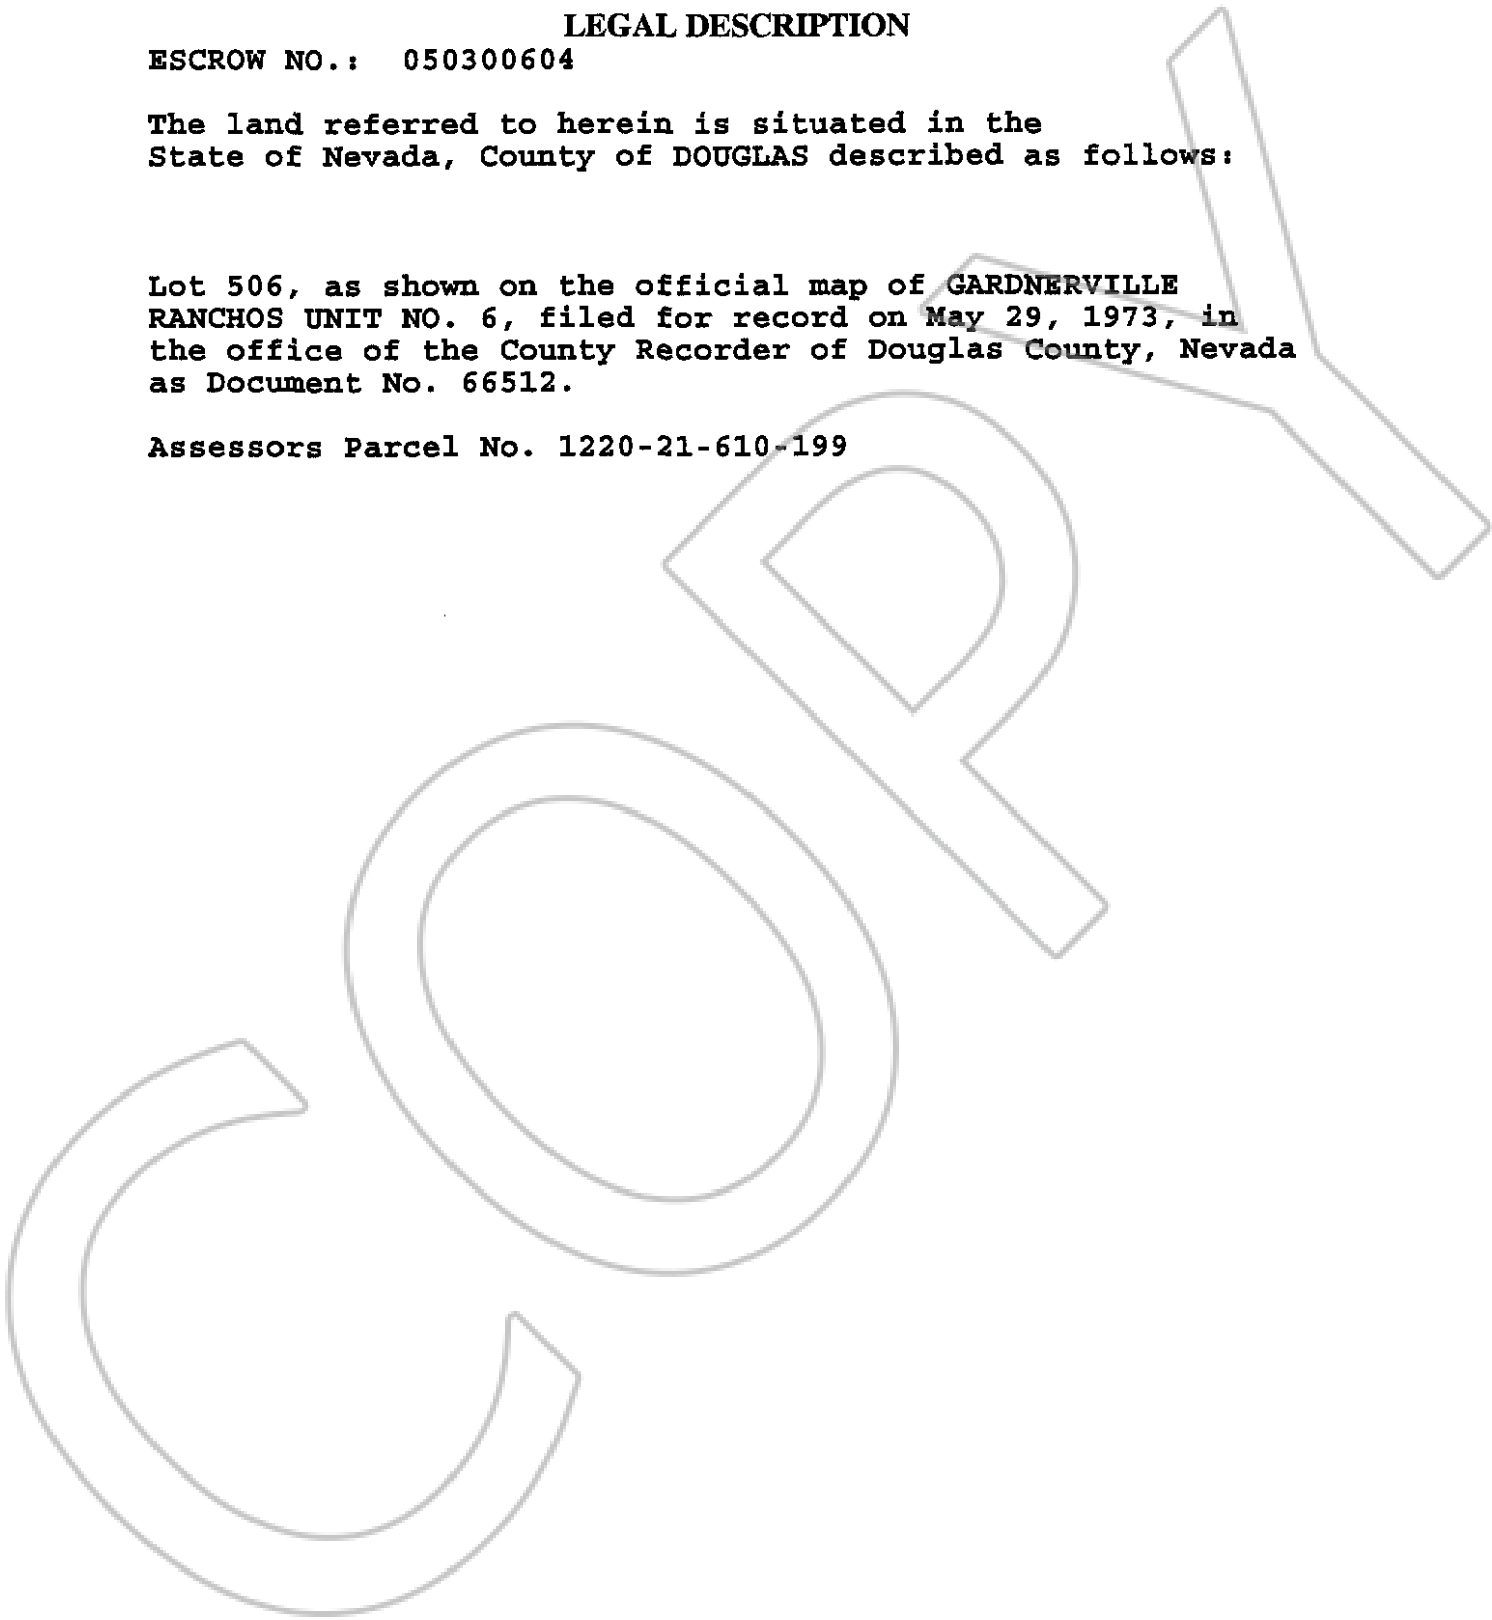 LEGAL DESCRIPTION
ESCROW NO.: 050300604
The land referred to herein is situated in the
State of Nevada, County of DOUGLAS described as follows:
Lot 506, as shown on the official map of GARDNERVILLE
RANCHOS UNIT NO. 6, filed for record on May 29, 1973, in
the office of the County Recorder of Douglas County, Nevada
as Document No. 66512.
Assessors Parcel No. 1220-21-610-199
COPY